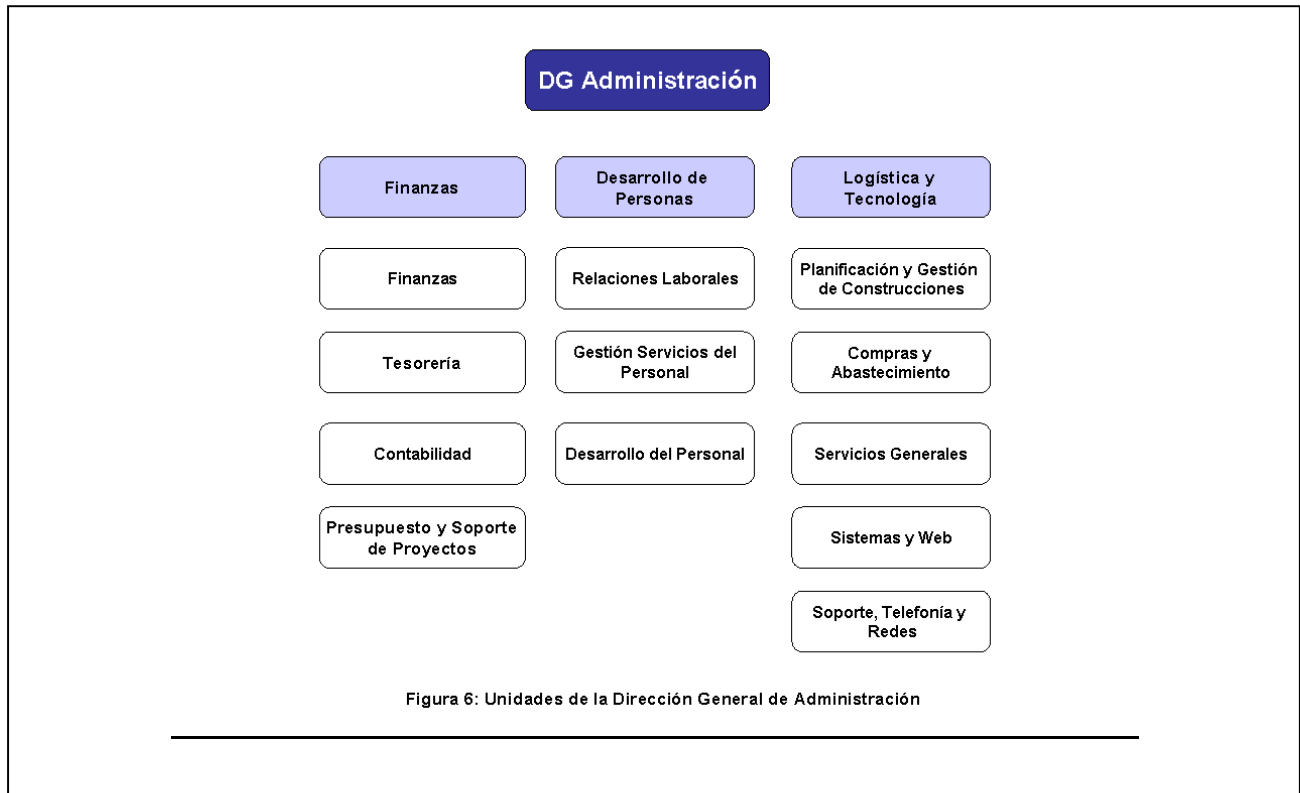 DG Administración
Finanzas
Desarrollo de
Personas
Logística y
Tecnología
Finanzas
Relaciones Laborales
Planificación y Gestión
de Construcciones
Tesorería
Gestión Servicios del
Personal
Compras y
Abastecimiento
Contabilidad
Desarrollo del Personal
Servicios Generales
Presupuesto y Soporte
de Proyectos
Sistemas y Web
Soporte, Telefonía y
Redes
Figura 6: Unidades de la Dirección General de Administración